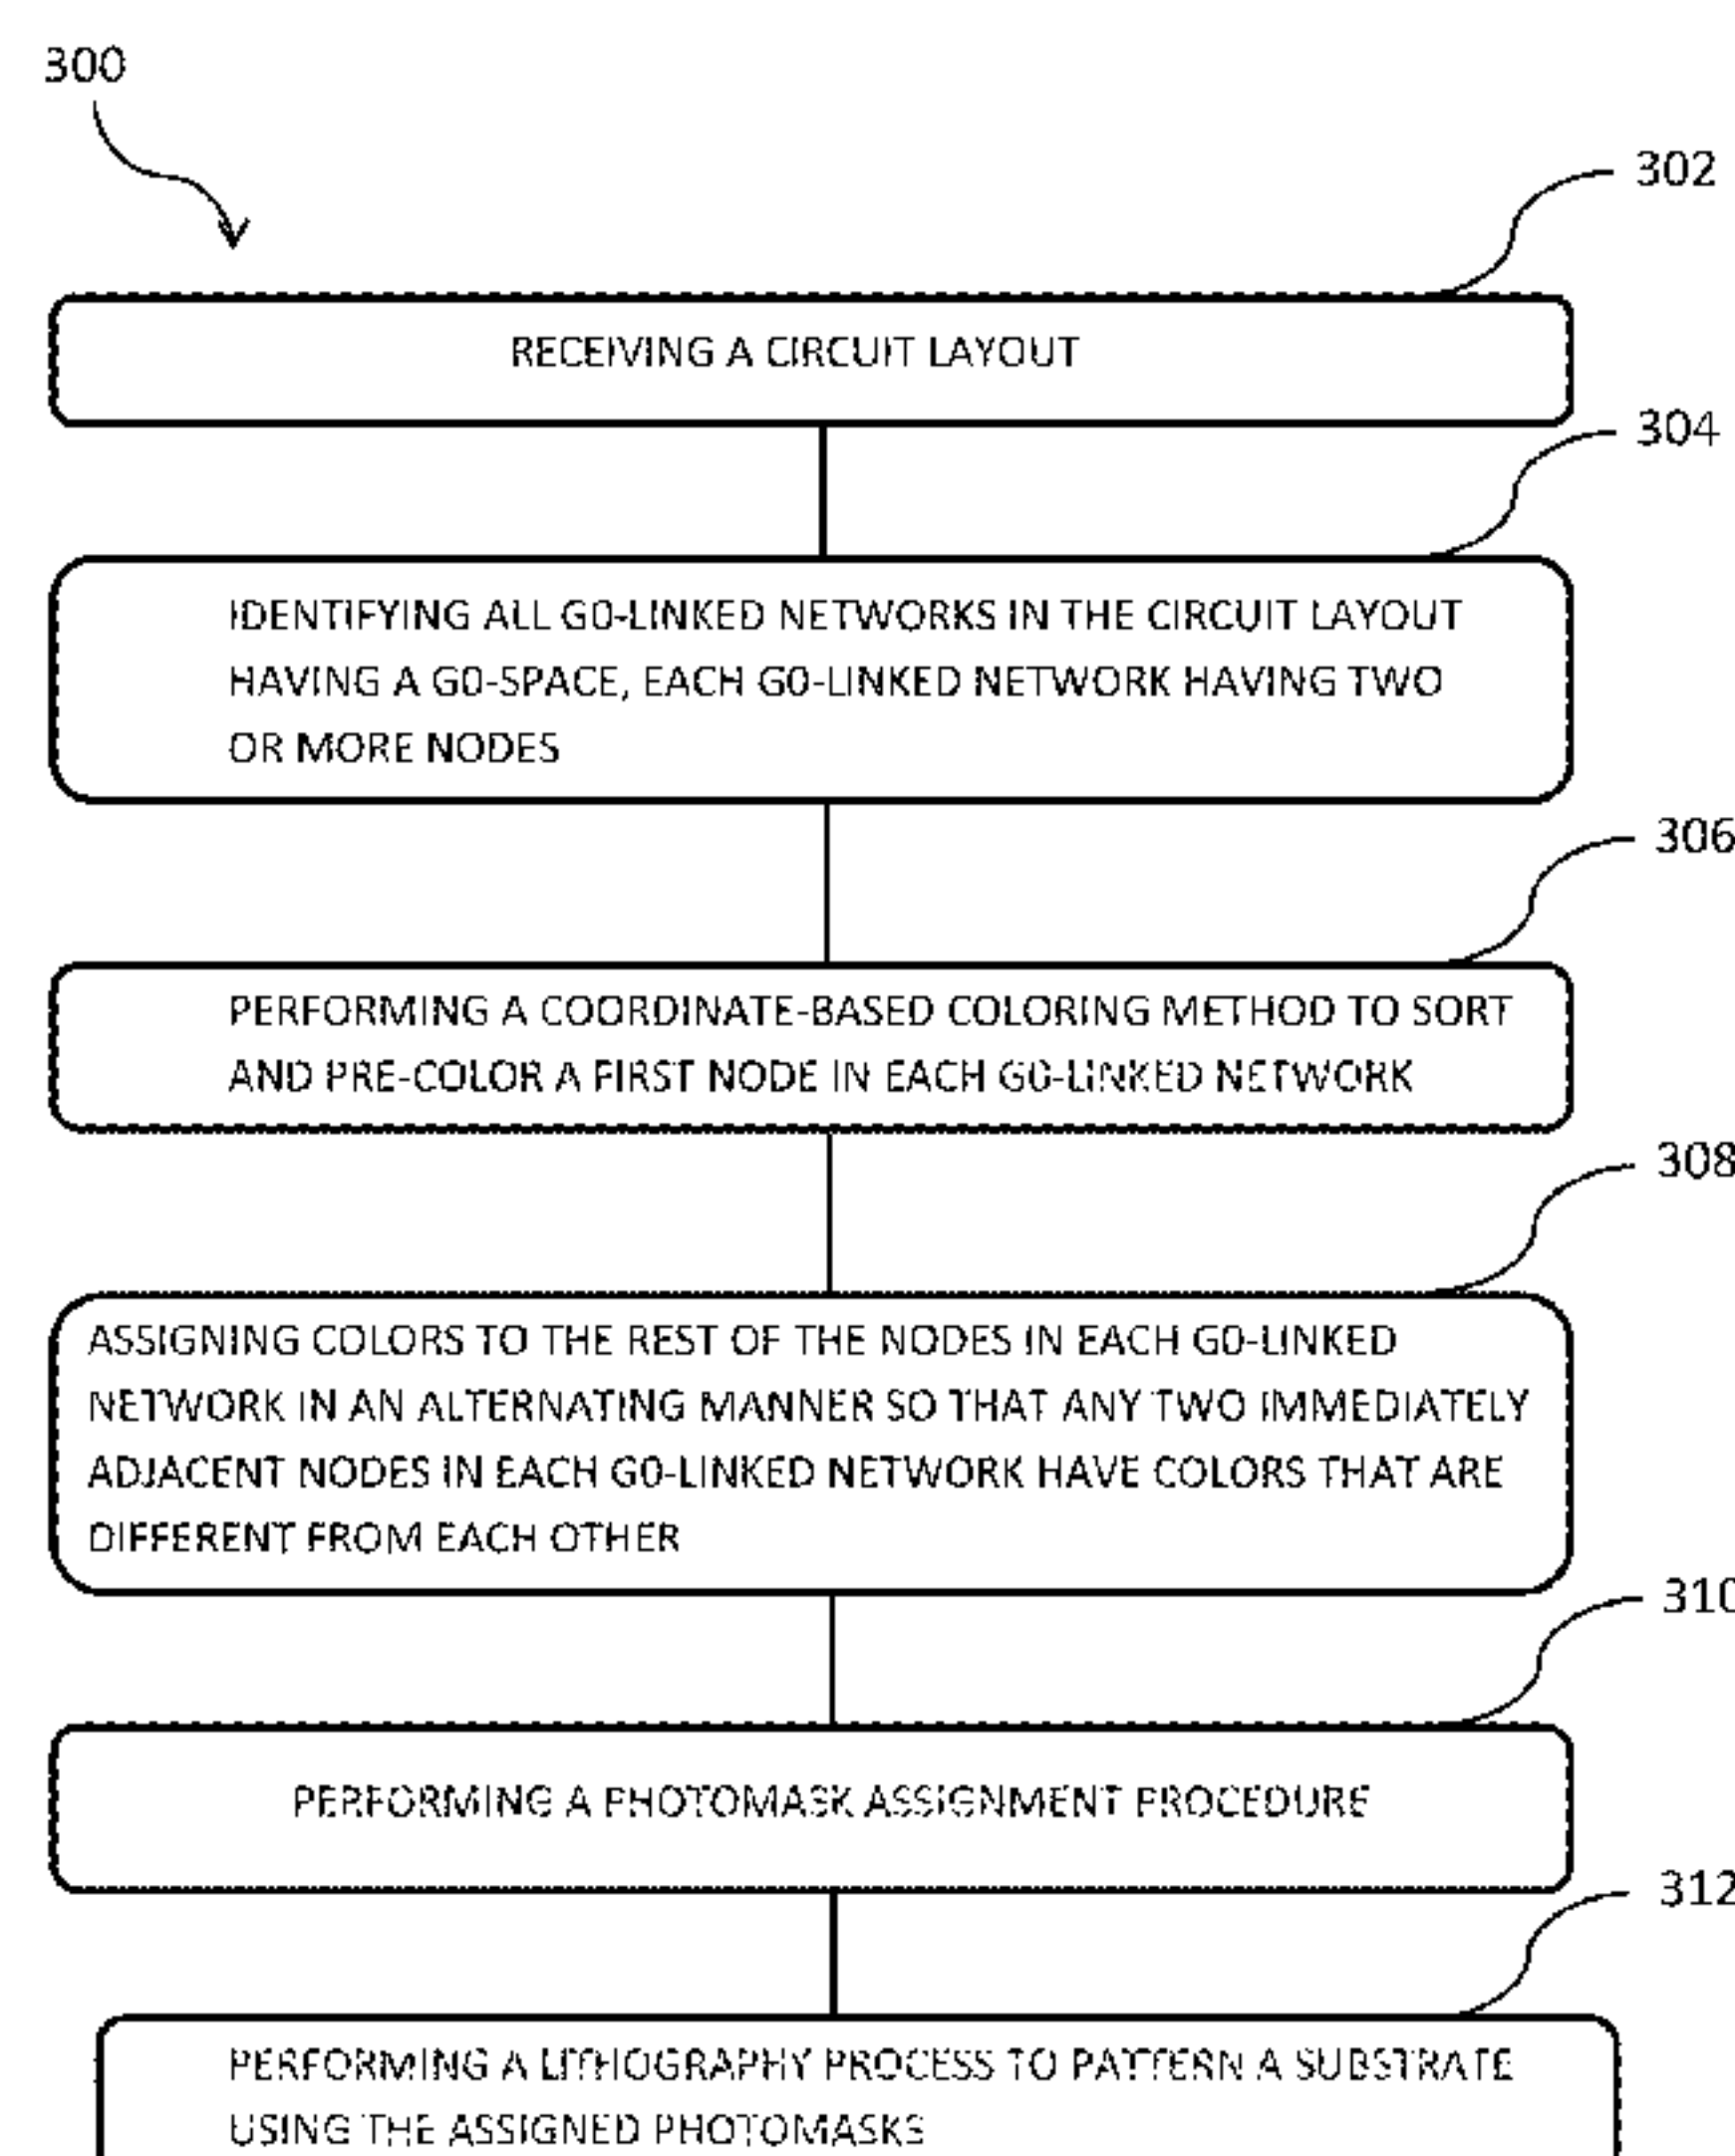 300
302
RECEIVING A CIRCUIT LAYOUT
304
IDENTIFYING ALL G0-LINKED NETWORKS IN THE CIRCUIT LAYOUT
HAVING A G0-SPACE, EACH G0-LINKED NETWORK HAVING TWO
OR MORE NODES
306
PERFORMING A COORDINATE-BASED COLORING METHOD TO SORT
AND PRE-COLOR A FIRST NODE IN EACH G0-LINKED NETWORK
308
ASSIGNING COLORS TO THE REST OF THE NODES IN EACH G0-LINKED
NETWORK IN AN ALTERNATING MANNER SO THAT ANY TWO IMMEDIATELY
ADJACENT NODES IN EACH G0-LINKED NETWORK HAVE COLORS THAT ARE
DIFFERENT FROM EACH OTHER
310
PERFORMING A PHOTOMASK ASSIGNMENT PROCEDURE
312
PERFORMING A LITHOGRAPHY PROCESS TO PATTERN A SUBSTRATE
USING THE ASSIGNED PHOTOMASKS